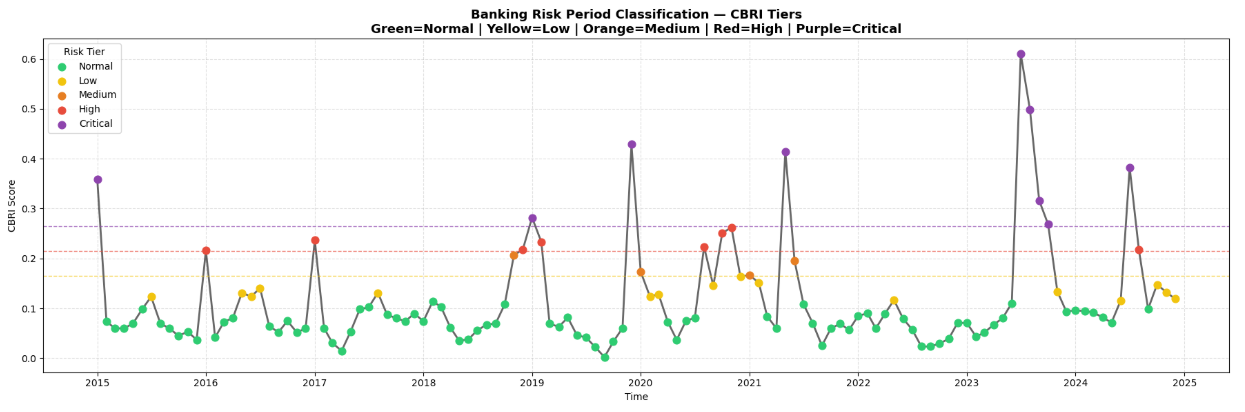 Banking Risk Period Classification — CBRI Tiers
Green=Normal | Yellow=Low | Orange=Medium | Red=High | Purple=Critical
Risk Tier
Normal
Low
Medium
High
Critical
CBRI Score
0.6
0.5
0.4
0.3
0.2
0.1
0.0
2015 2016 2017 2018 2019 2020 2021 2022 2023 2024 2025
Time